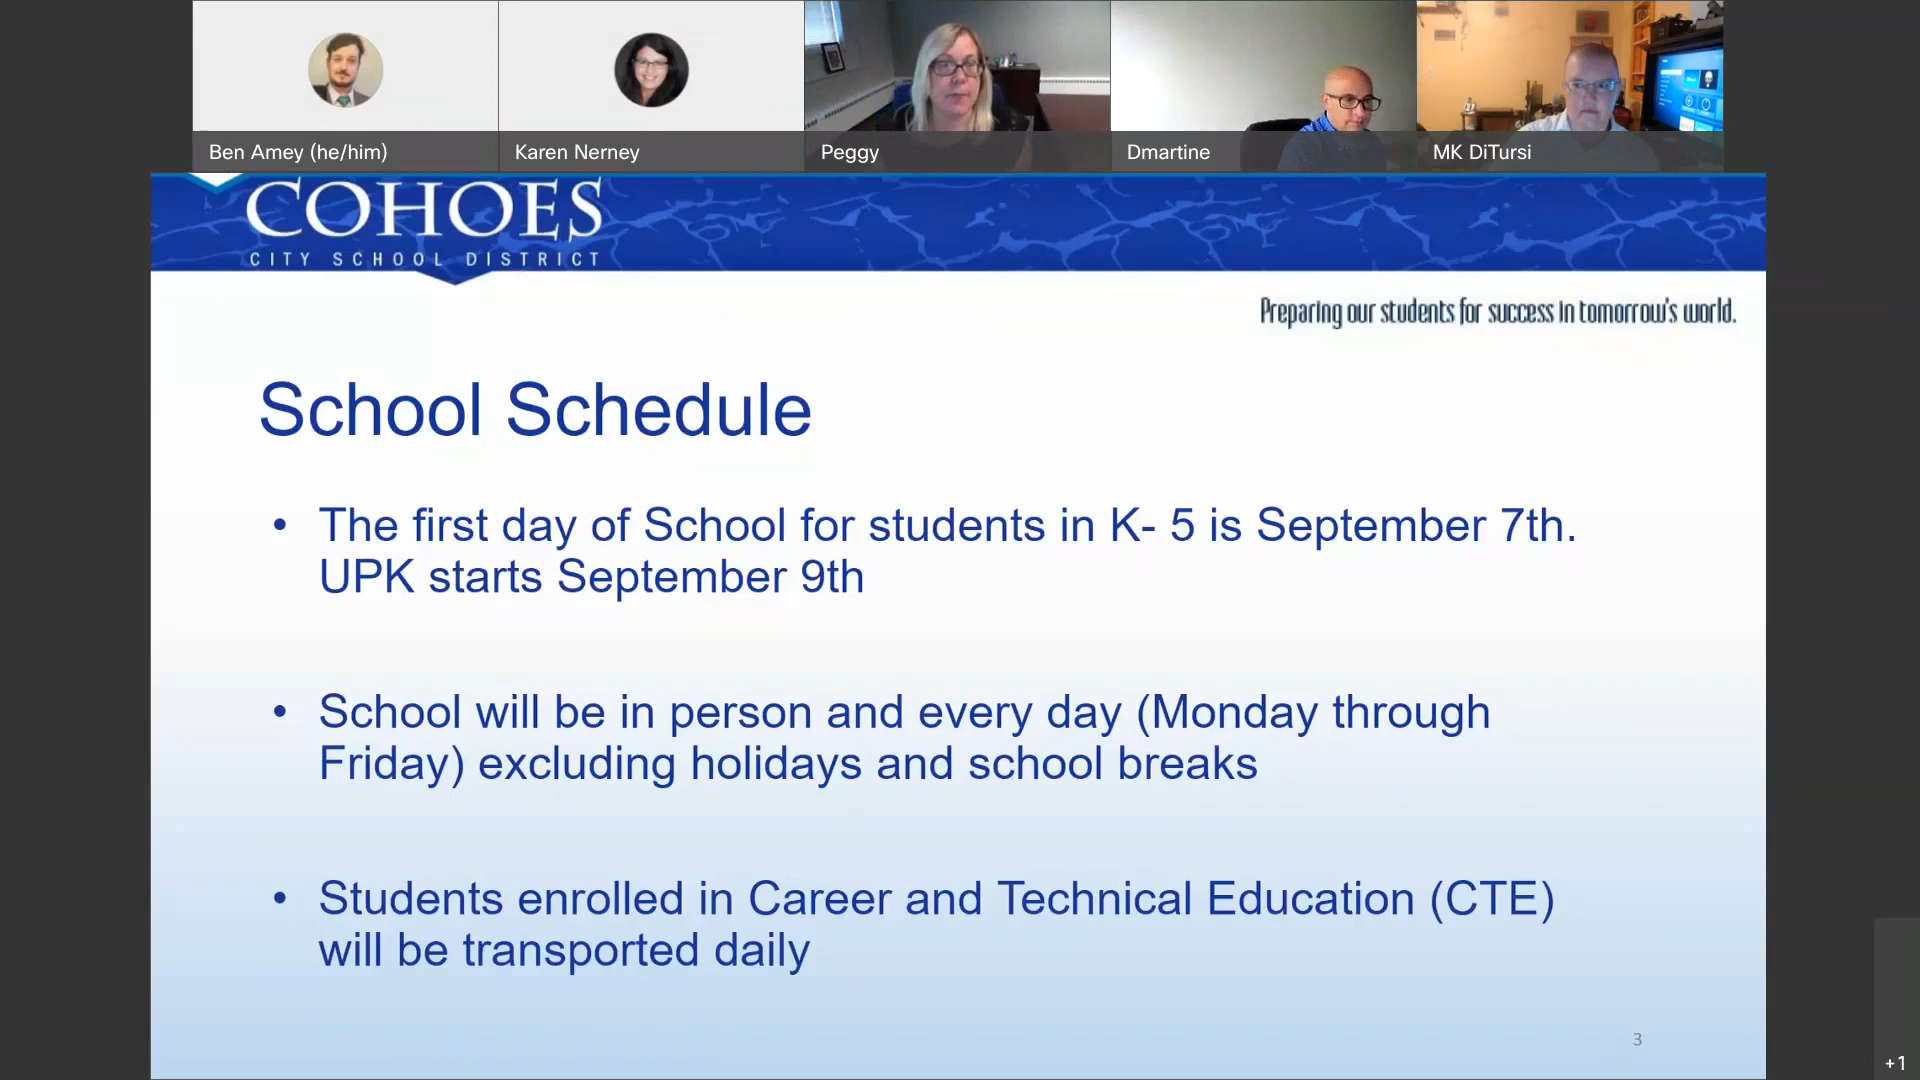 Ben Amey (he/him)
Karen Nerney
Peggy
Dmartine
MK DiTursi
COHOES
CITY SCHOOL DISTRICT
Preparing our students for success in tomorrow's world.
School Schedule
• The first day of School for students in K- 5 is September 7th.
UPK starts September 9th
• School will be in person and every day (Monday through
Friday) excluding holidays and school breaks
• Students enrolled in Career and Technical Education (CTE)
will be transported daily
3
+1